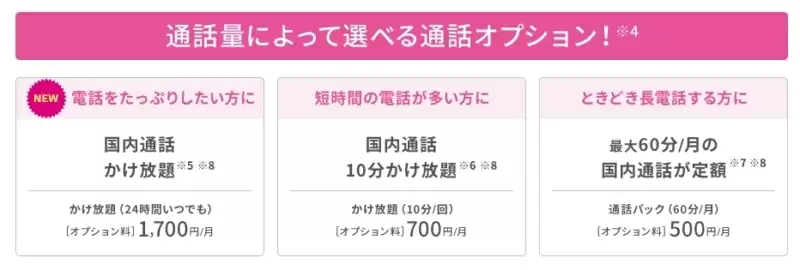 通話量によって選べる通話オプション！※4
NEW 電話をたっぷりしたい方に
国内通話
かけ放題※5 ※8
かけ放題（24時間いつでも）
［オプション料］1,700円/月
短時間の電話が多い方に
国内通話
10分かけ放題※6 ※8
かけ放題（10分/回）
［オプション料］700円/月
ときどき長電話する方に
最大60分/月の
国内通話が定額※7 ※8
通話パック（60分/月）
［オプション料］500円/月